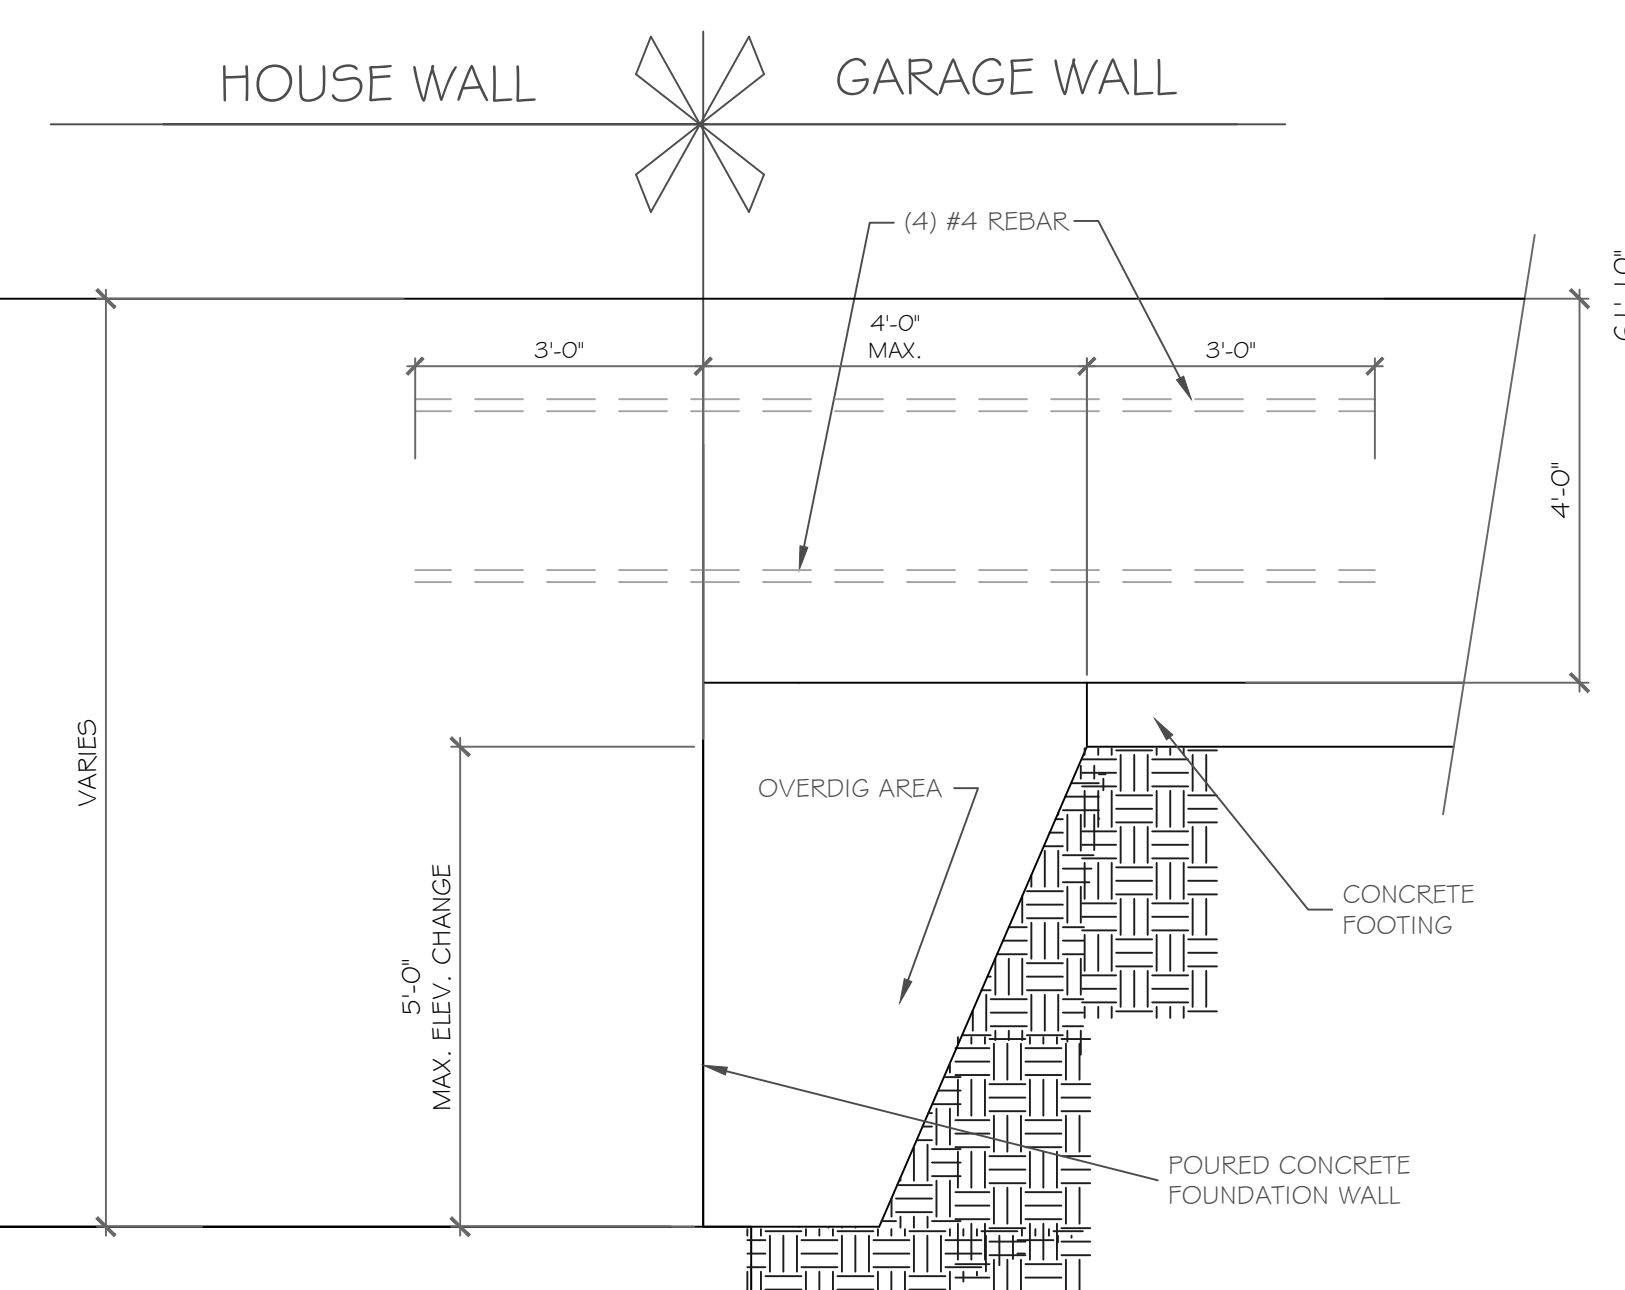 HOUSE WALL
GARAGE WALL
(4) #4 REBAR
3'-0"
4'-0"
MAX.
3'-0"
4'-0"
VARIES
OVERDIG AREA
5'-0"
MAX. ELEV. CHANGE
CONCRETE
FOOTING
POURED CONCRETE
FOUNDATION WALL